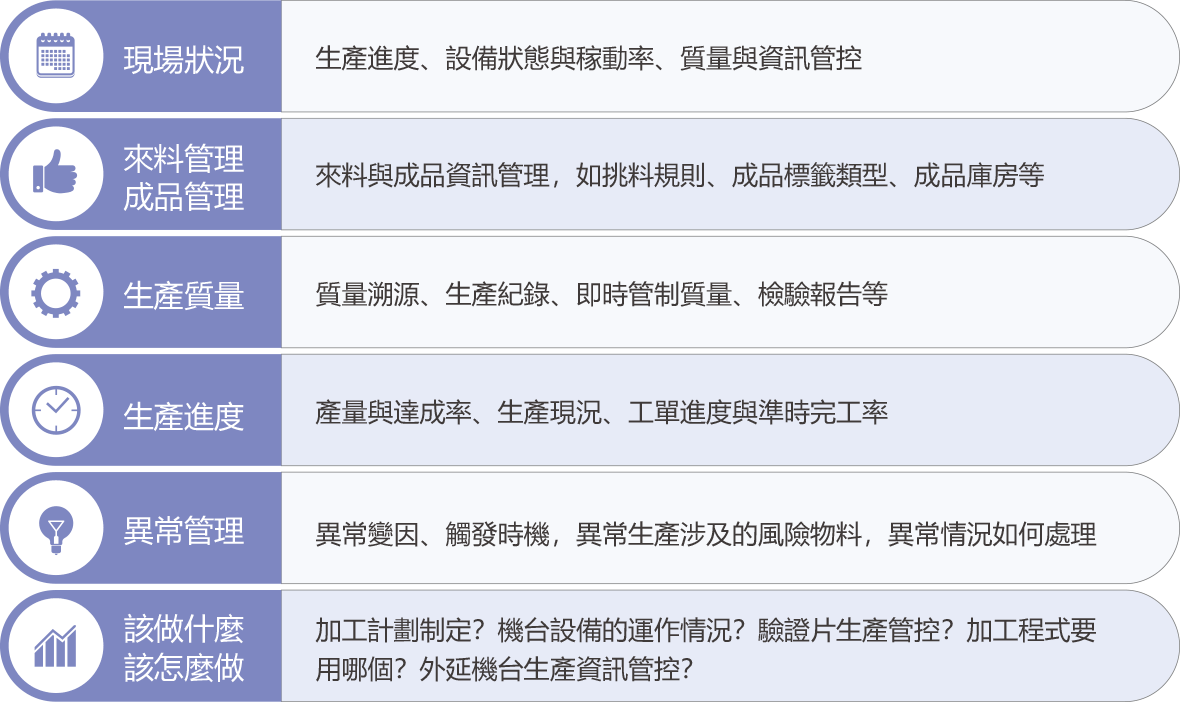 現場狀況
生產進度、設備狀態與稼動率、質量與資訊管控
來料管理
成品管理
來料與成品資訊管理，如挑料規則、成品標籤類型、成品庫房等
生產質量
質量溯源、生產紀錄、即時管制質量、檢驗報告等
生產進度
產量與達成率、生產現況、工單進度與準時完工率
異常管理
異常變因、觸發時機，異常生產涉及的風險物料，異常情況如何處理
該做什麼
該怎麼做
加工計劃制定？機台設備的運作情況？驗證片生產管控？加工程式要
用哪個？外延機台生產資訊管控？